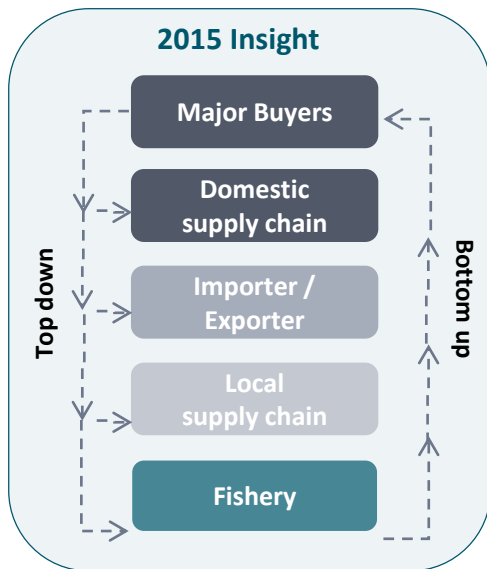 2015 Insight
Major Buyers
Domestic
supply chain
Importer /
Exporter
Local
supply chain
Fishery
Top down
Bottom up